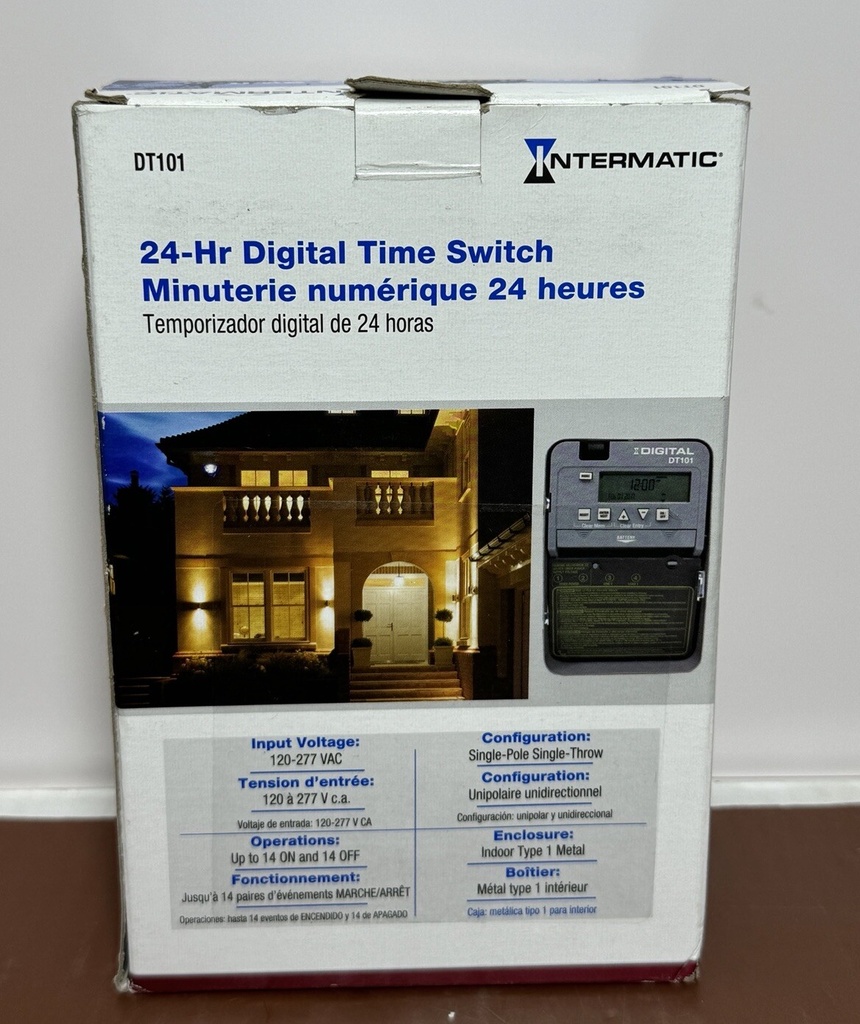 DT101
INTERMATIC®
24-Hr Digital Time Switch
Minuterie numérique 24 heures
Temporizador digital de 24 horas
DIGITAL
DT101
12:00
BATTERY
Input Voltage:
120-277 VAC
Tension d'entrée:
120 à 277 V c.a.
Voltaje de entrada: 120-277 V CA
Configuration:
Single-Pole Single-Throw
Configuration:
Unipolaire unidirectionnel
Configuración: unipolar y unidireccional
Operations:
Up to 14 ON and 14 OFF
Fonctionnement:
Jusqu'à 14 paires d'événements MARCHE/ARRÊT
Operaciones: hasta 14 eventos de ENCENDIDO y 14 de APAGADO
Enclosure:
Indoor Type 1 Metal
Boîtier:
Métal type 1 intérieur
Caja: metálica tipo 1 para interior